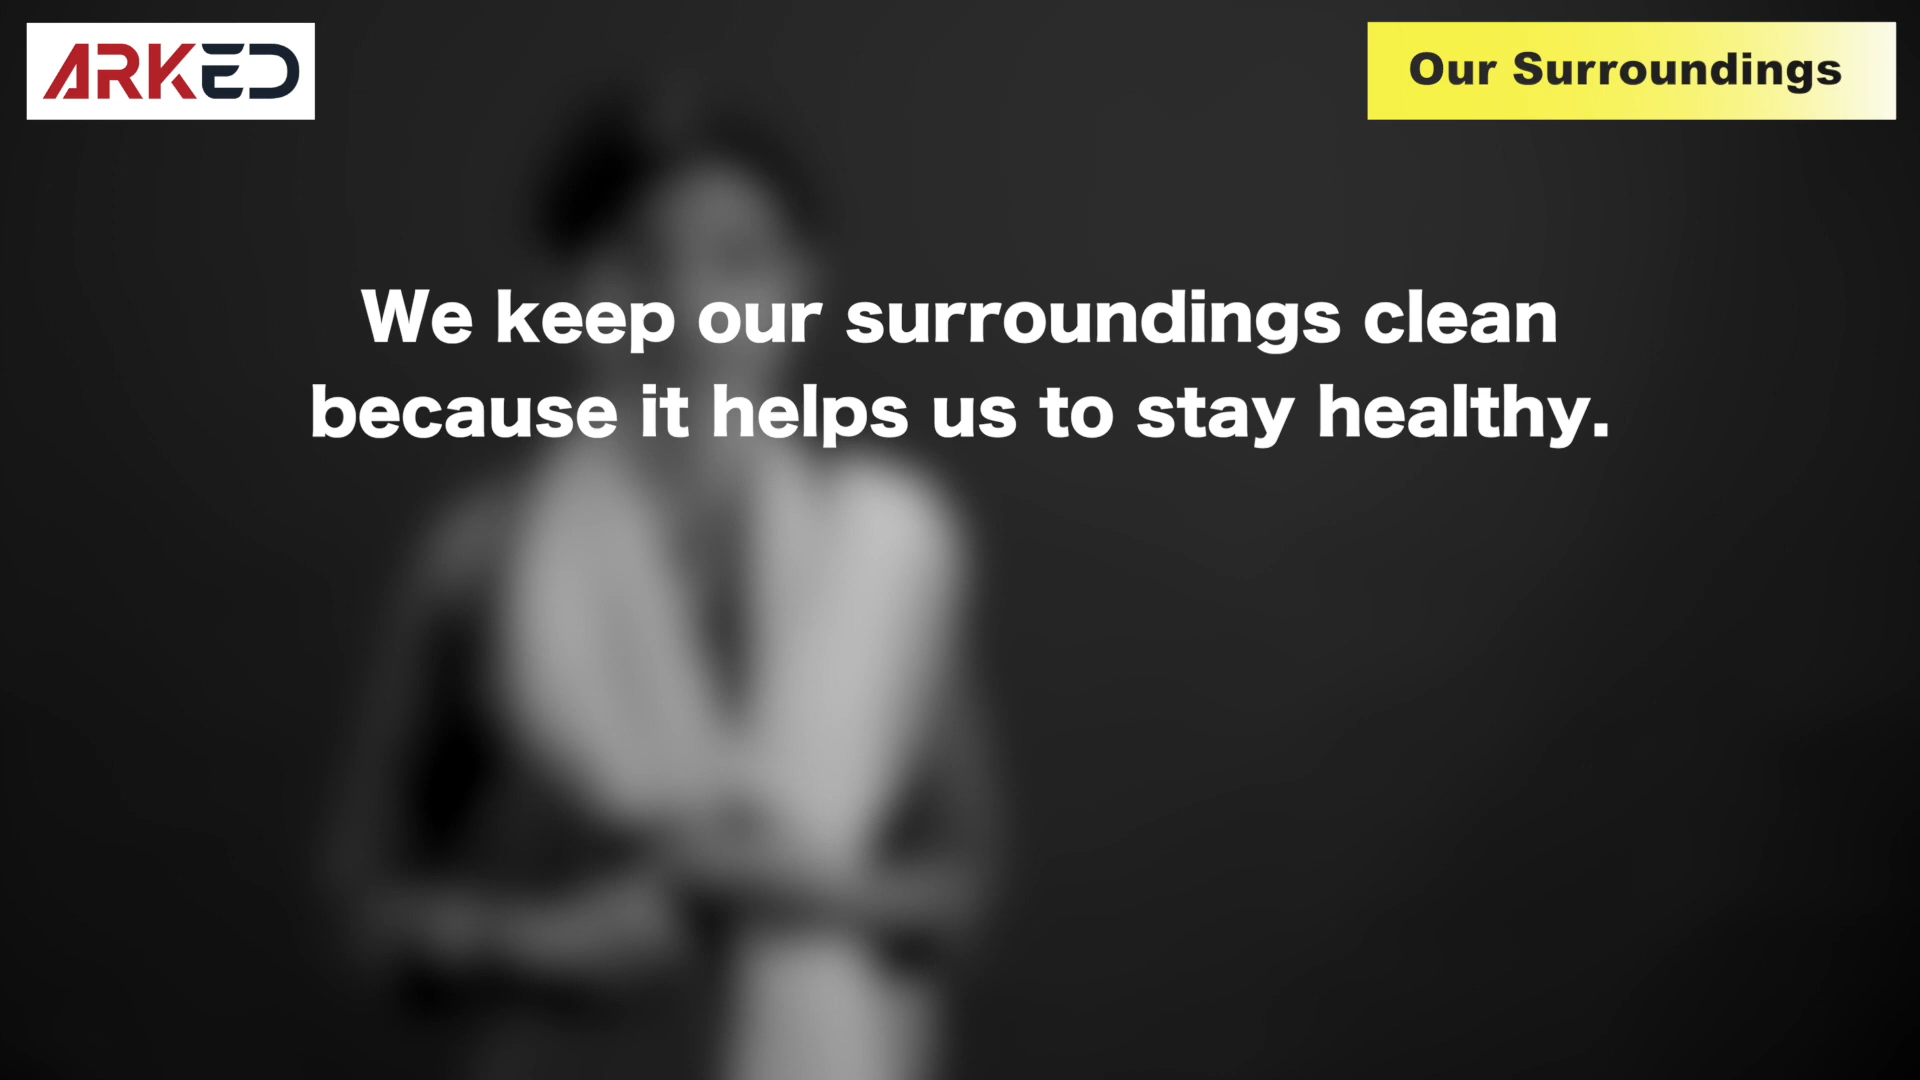 ARKED
Our Surroundings
We keep our surroundings clean
because it helps us to stay healthy.